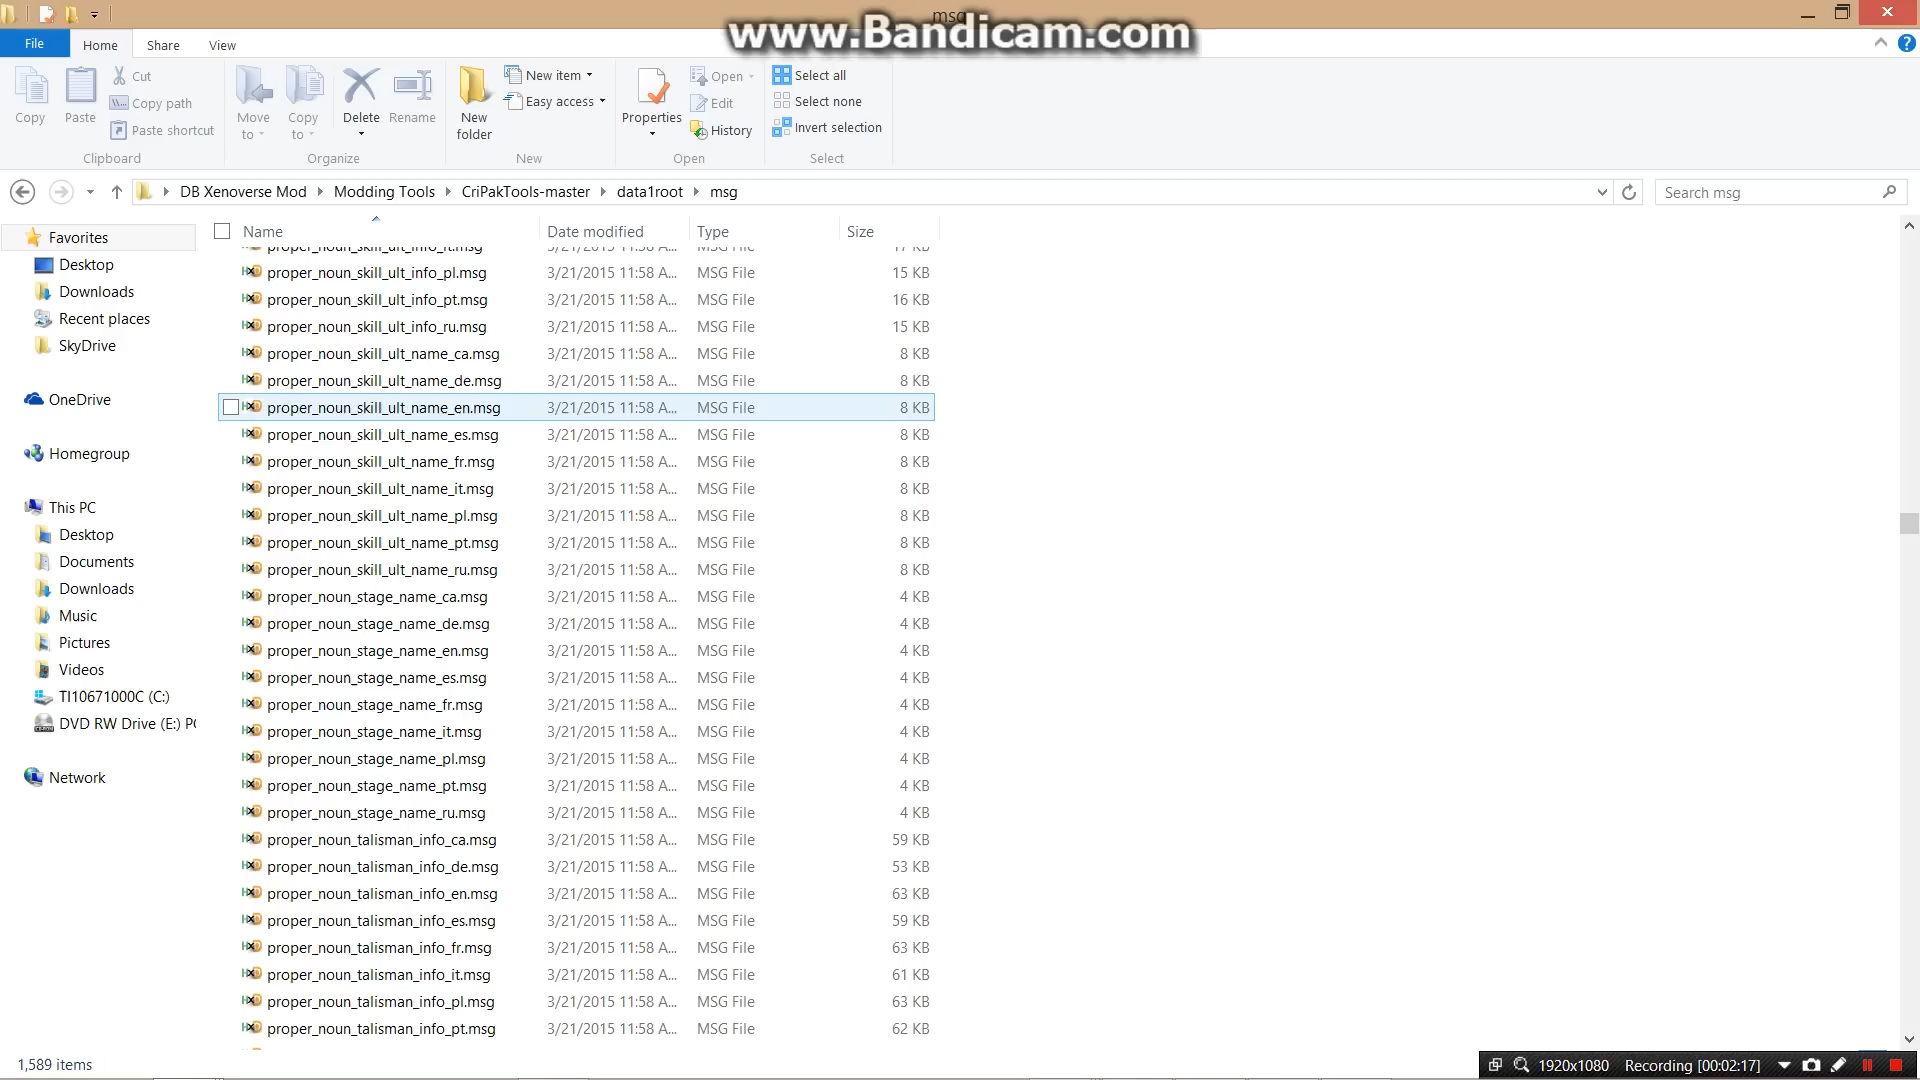 msg
www.Bandicam.com
File Home Share View
Copy
Paste
Cut
Copy path
Paste shortcut
Clipboard
Move to
Copy to
Delete
Rename
Organize
New folder
New item
Easy access
New
Properties
Open
Edit
History
Open
Select all
Select none
Invert selection
Select
DB Xenoverse Mod Modding Tools CriPakTools-master data1root msg
Search msg
Favorites
Desktop
Downloads
Recent places
SkyDrive
OneDrive
Homegroup
This PC
Desktop
Documents
Downloads
Music
Pictures
Videos
TI10671000C (C:)
DVD RW Drive (E:) PC
Network
Name Date modified Type Size
proper_noun_skill_ult_info_it.msg 3/21/2015 11:58 A... MSG File 17 KB
proper_noun_skill_ult_info_pl.msg 3/21/2015 11:58 A... MSG File 15 KB
proper_noun_skill_ult_info_pt.msg 3/21/2015 11:58 A... MSG File 16 KB
proper_noun_skill_ult_info_ru.msg 3/21/2015 11:58 A... MSG File 15 KB
proper_noun_skill_ult_name_ca.msg 3/21/2015 11:58 A... MSG File 8 KB
proper_noun_skill_ult_name_de.msg 3/21/2015 11:58 A... MSG File 8 KB
proper_noun_skill_ult_name_en.msg 3/21/2015 11:58 A... MSG File 8 KB
proper_noun_skill_ult_name_es.msg 3/21/2015 11:58 A... MSG File 8 KB
proper_noun_skill_ult_name_fr.msg 3/21/2015 11:58 A... MSG File 8 KB
proper_noun_skill_ult_name_it.msg 3/21/2015 11:58 A... MSG File 8 KB
proper_noun_skill_ult_name_pl.msg 3/21/2015 11:58 A... MSG File 8 KB
proper_noun_skill_ult_name_pt.msg 3/21/2015 11:58 A... MSG File 8 KB
proper_noun_skill_ult_name_ru.msg 3/21/2015 11:58 A... MSG File 8 KB
proper_noun_stage_name_ca.msg 3/21/2015 11:58 A... MSG File 4 KB
proper_noun_stage_name_de.msg 3/21/2015 11:58 A... MSG File 4 KB
proper_noun_stage_name_en.msg 3/21/2015 11:58 A... MSG File 4 KB
proper_noun_stage_name_es.msg 3/21/2015 11:58 A... MSG File 4 KB
proper_noun_stage_name_fr.msg 3/21/2015 11:58 A... MSG File 4 KB
proper_noun_stage_name_it.msg 3/21/2015 11:58 A... MSG File 4 KB
proper_noun_stage_name_pl.msg 3/21/2015 11:58 A... MSG File 4 KB
proper_noun_stage_name_pt.msg 3/21/2015 11:58 A... MSG File 4 KB
proper_noun_stage_name_ru.msg 3/21/2015 11:58 A... MSG File 4 KB
proper_noun_talisman_info_ca.msg 3/21/2015 11:58 A... MSG File 59 KB
proper_noun_talisman_info_de.msg 3/21/2015 11:58 A... MSG File 53 KB
proper_noun_talisman_info_en.msg 3/21/2015 11:58 A... MSG File 63 KB
proper_noun_talisman_info_es.msg 3/21/2015 11:58 A... MSG File 59 KB
proper_noun_talisman_info_fr.msg 3/21/2015 11:58 A... MSG File 63 KB
proper_noun_talisman_info_it.msg 3/21/2015 11:58 A... MSG File 61 KB
proper_noun_talisman_info_pl.msg 3/21/2015 11:58 A... MSG File 63 KB
proper_noun_talisman_info_pt.msg 3/21/2015 11:58 A... MSG File 62 KB
1,589 items
1920x1080 Recording [00:02:17]